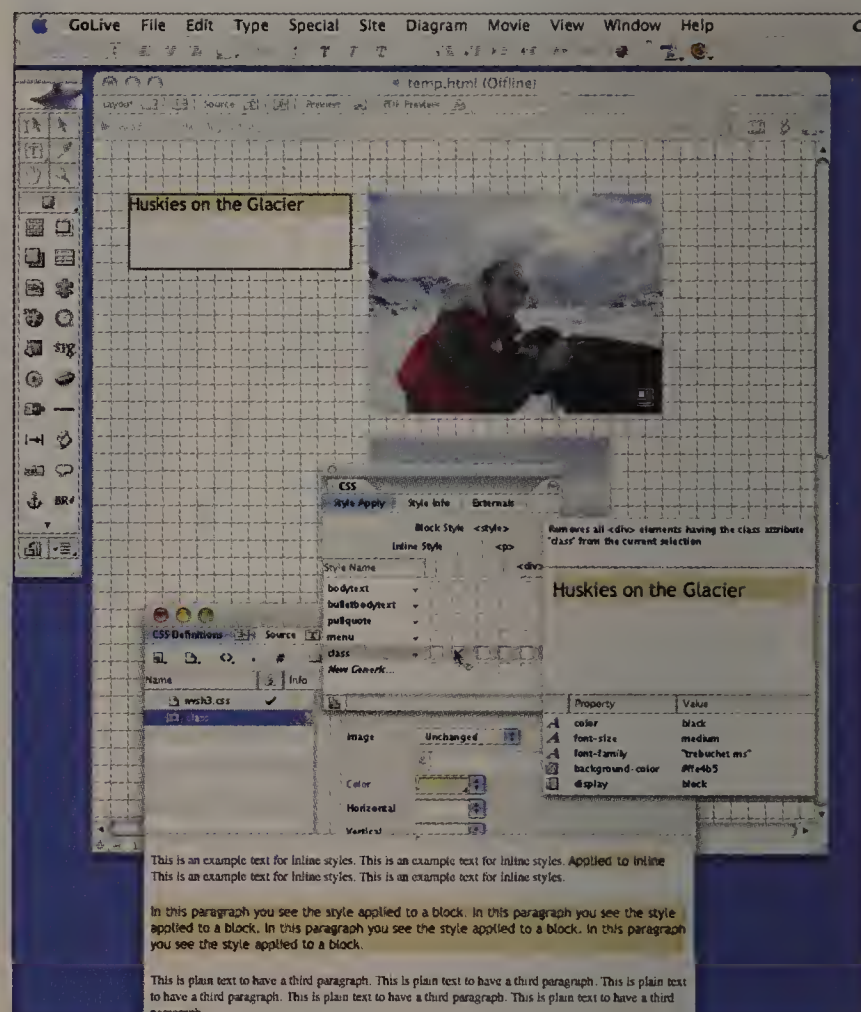 GoLive File Edit Type Special Site Diagram Movie View Window Help
temp.html (Offline)
Layout Source Preview PDF Preview
Huskies on the Glacier
CSS
Style Apply Style Info Externals
Block Style <style>
Inline Style <p>
Style Name <div>
bodytext
bulletbodytext
pullquote
menu
class
New Generic...
Removes all <div> elements having the class attribute
"class" from the current selection
Huskies on the Glacier
Property Value
color black
font-size medium
font-family "trebuchet ms"
background-color #ffe4b5
display block
CSS Definitions Source
Name Info
class
Image Unchanged
Color
Horizontal
Vertical
BR
This is an example text for inline styles. This is an example text for inline styles. Applied to inline
This is an example text for inline styles. This is an example text for inline styles.
In this paragraph you see the style applied to a block. In this paragraph you see the style
applied to a block. In this paragraph you see the style applied to a block. In this paragraph
you see the style applied to a block.
This is plain text to have a third paragraph. This is plain text to have a third paragraph. This is plain text
to have a third paragraph. This is plain text to have a third paragraph. This is plain text to have a third
paragraph